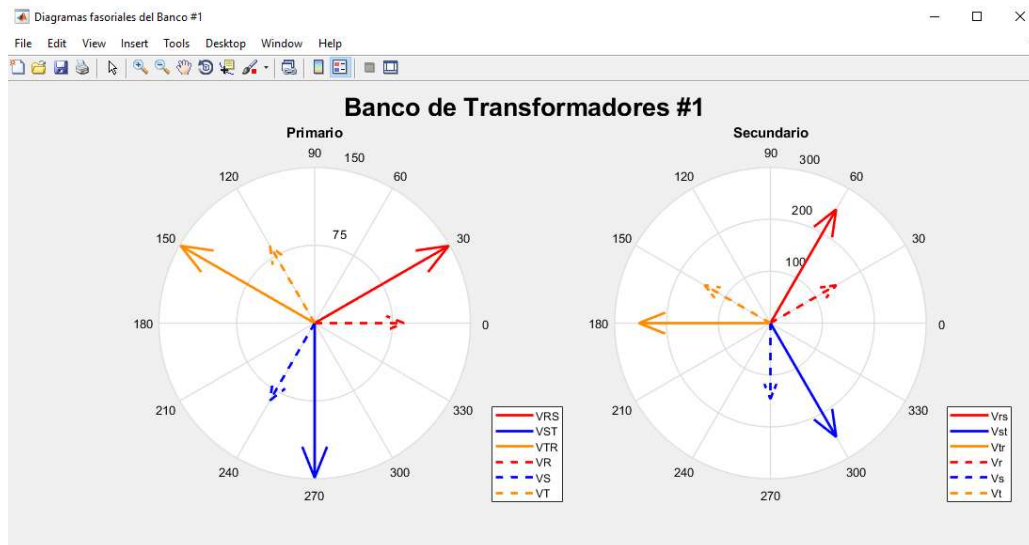 Diagramas fasoriales del Banco #1
File Edit View Insert Tools Desktop Window Help
Banco de Transformadores #1
Primario
90
150
120
60
150
75
30
180
0
210
330
240
300
270
VRS
VST
VTR
VR
VS
VT
Secundario
90
300
120
60
200
150
30
100
180
0
210
330
240
300
270
Vrs
Vst
Vtr
Vr
Vs
Vt